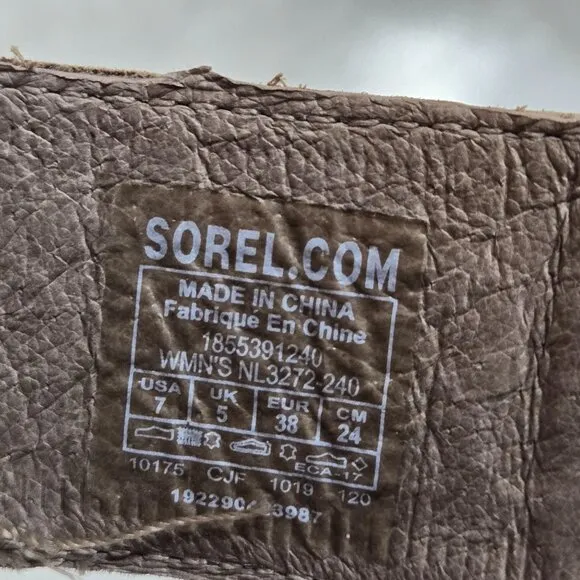 SOREL.COM
MADE IN CHINA
Fabriqué En Chine
1855391240
WMN'S NL3272-240
USA UK EUR CM
7 5 38 24
ECA-17
10175 CJF 1019 120